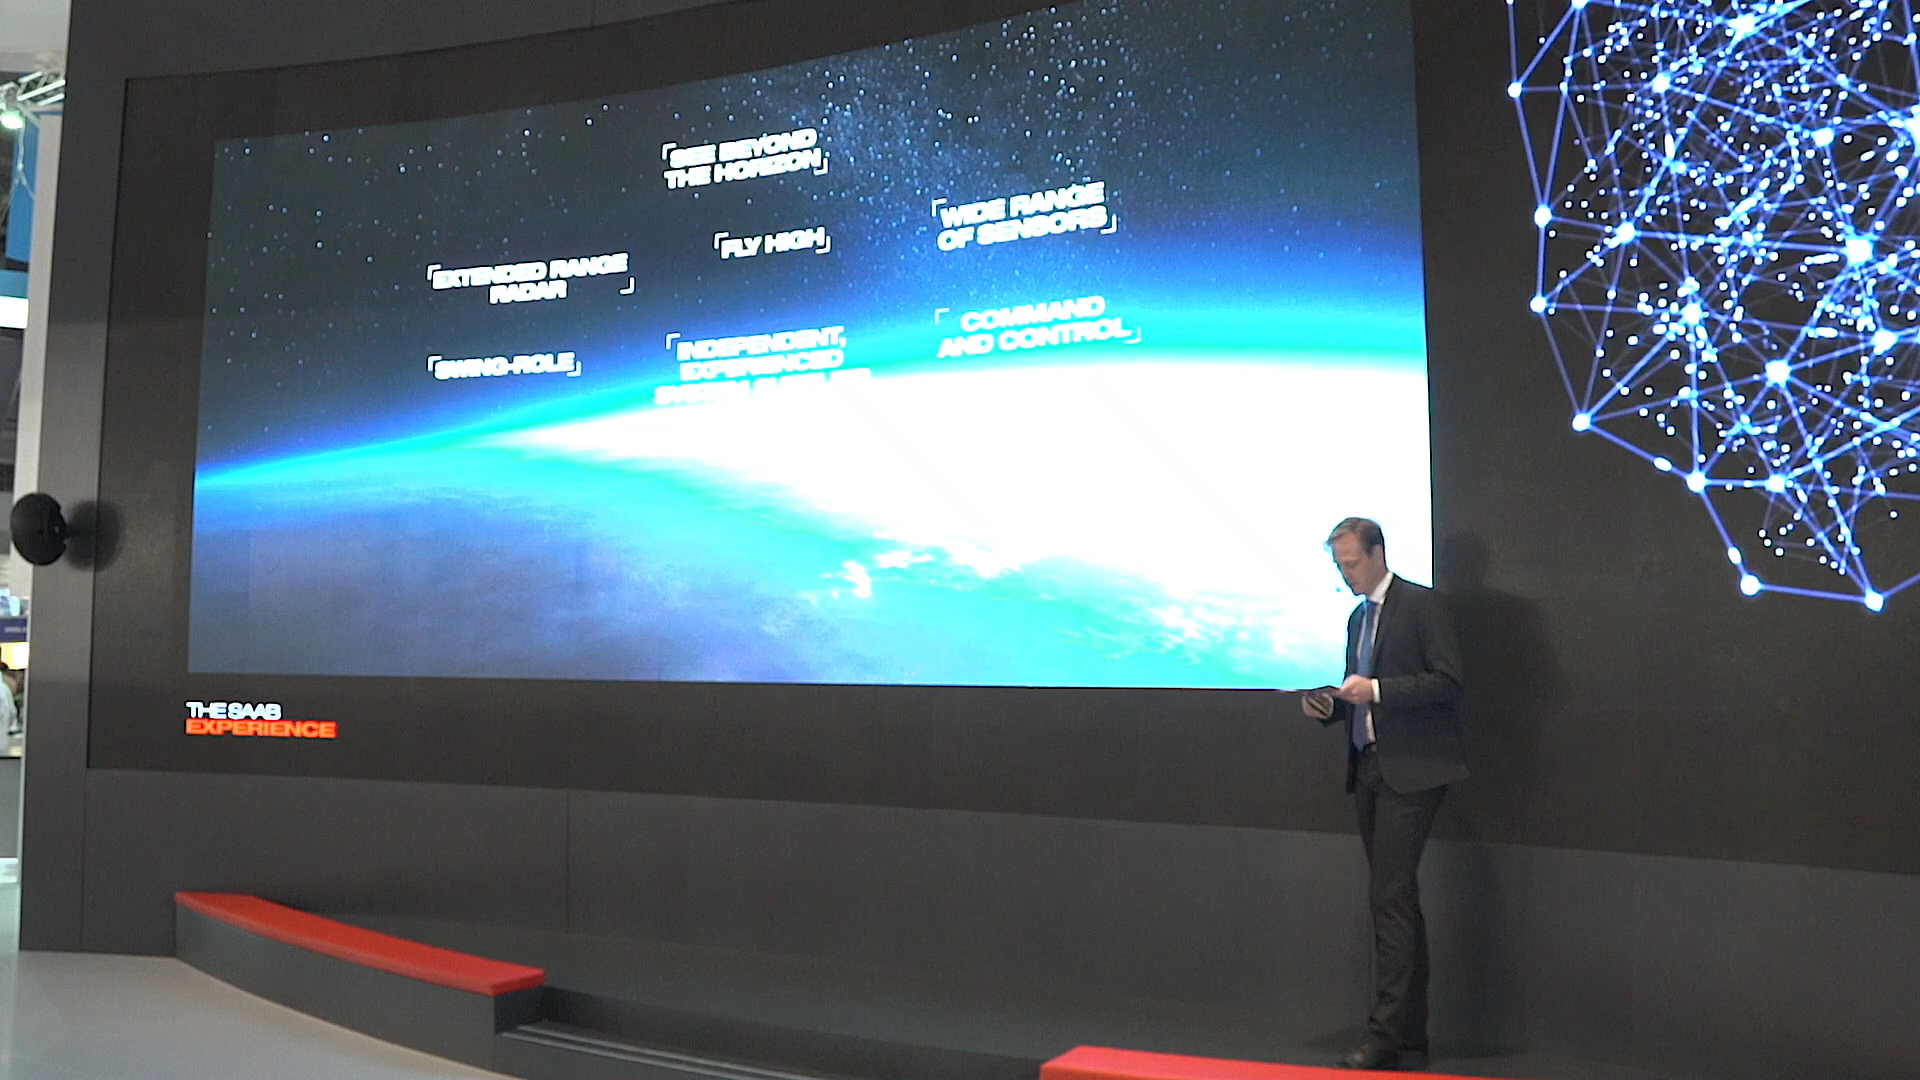 SEE BEYOND
THE HORIZON
WIDE RANGE
OF SENSORS
FLY HIGH
EXTENDED RANGE
RADAR
COMMAND
AND CONTROL
INDEPENDENT,
EXPERIENCED
SWING-ROLE
THE SAAB
EXPERIENCE